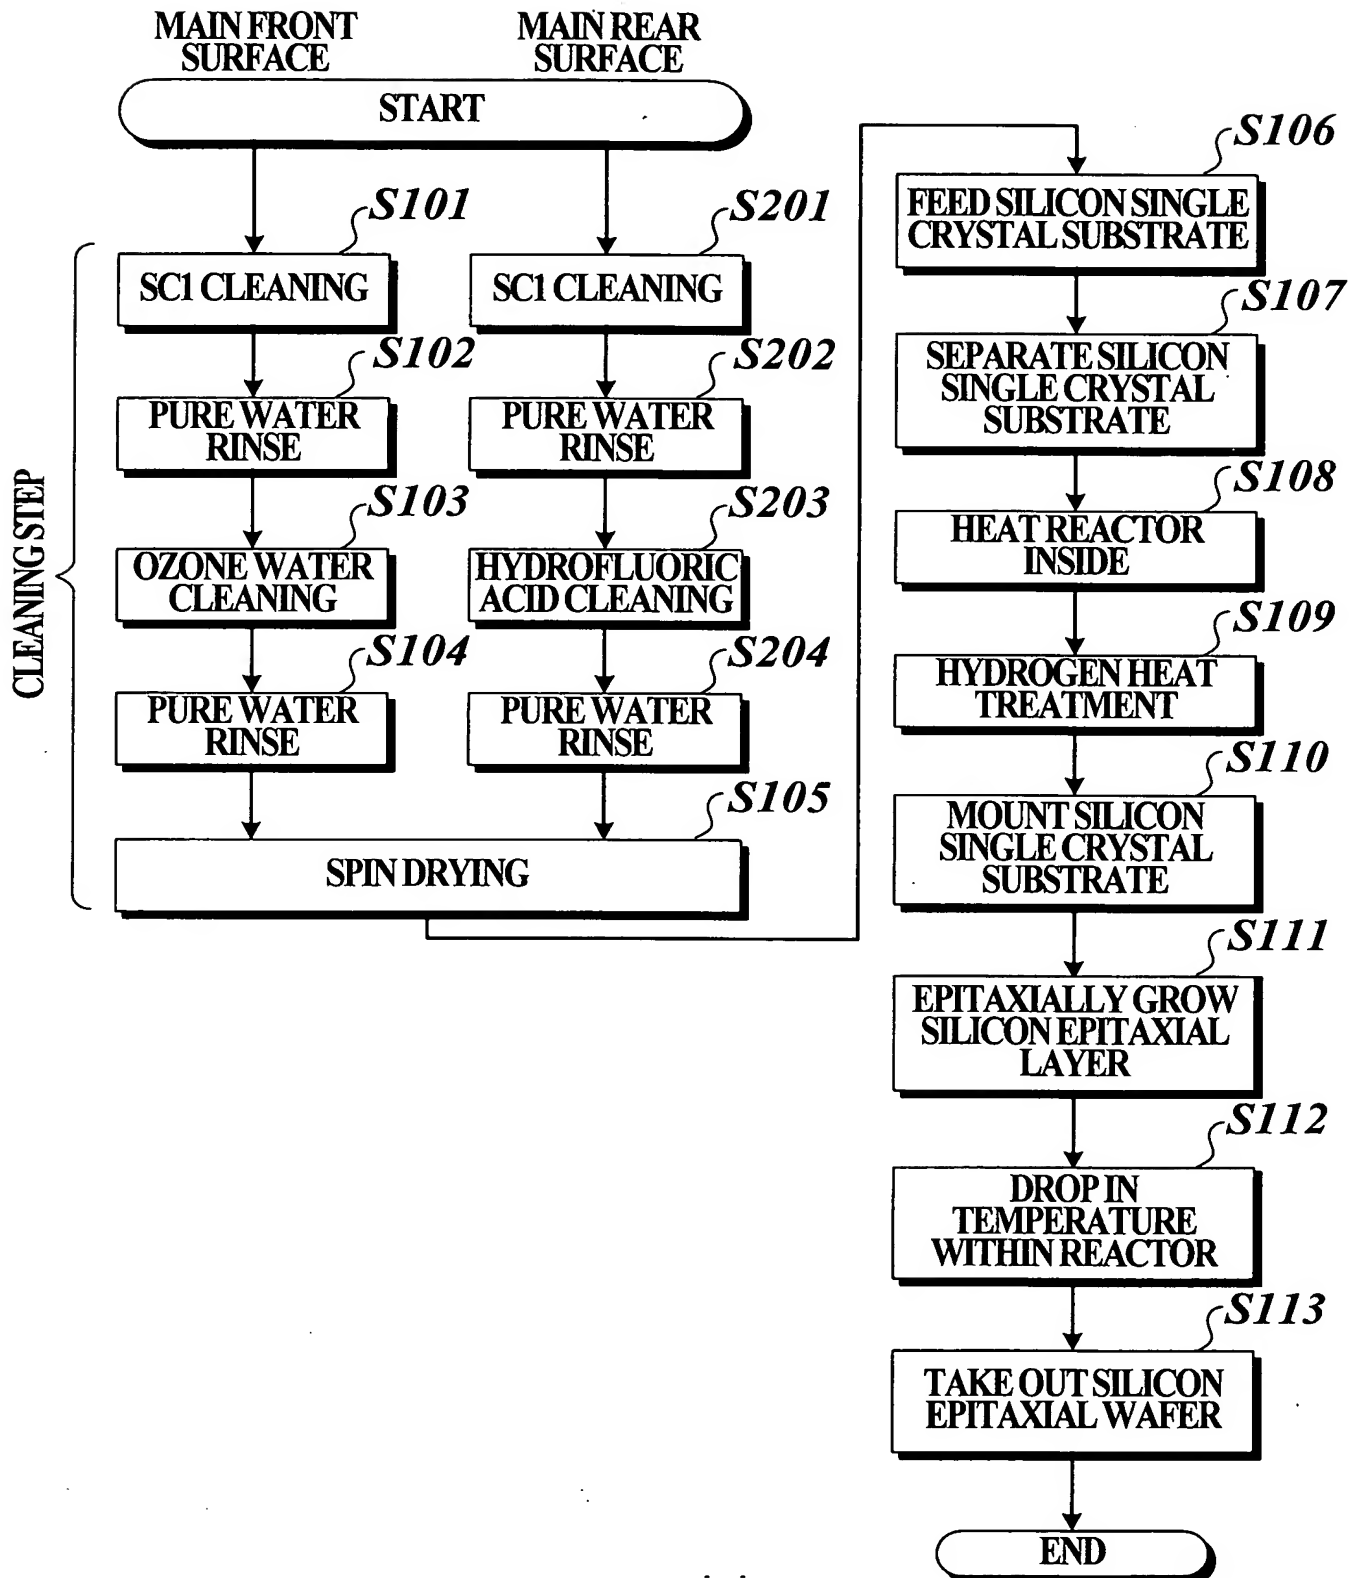 MAIN FRONT
SURFACE
MAIN REAR
SURFACE
START
CLEANING STEP
S101
SC1 CLEANING
S102
PURE WATER
RINSE
S103
OZONE WATER
CLEANING
S104
PURE WATER
RINSE
S201
SC1 CLEANING
S202
PURE WATER
RINSE
S203
HYDROFLUORIC
ACID CLEANING
S204
PURE WATER
RINSE
S105
SPIN DRYING
S106
FEED SILICON SINGLE
CRYSTAL SUBSTRATE
S107
SEPARATE SILICON
SINGLE CRYSTAL
SUBSTRATE
S108
HEAT REACTOR
INSIDE
S109
HYDROGEN HEAT
TREATMENT
S110
MOUNT SILICON
SINGLE CRYSTAL
SUBSTRATE
S111
EPITAXIALLY GROW
SILICON EPITAXIAL
LAYER
S112
DROP IN
TEMPERATURE
WITHIN REACTOR
S113
TAKE OUT SILICON
EPITAXIAL WAFER
END